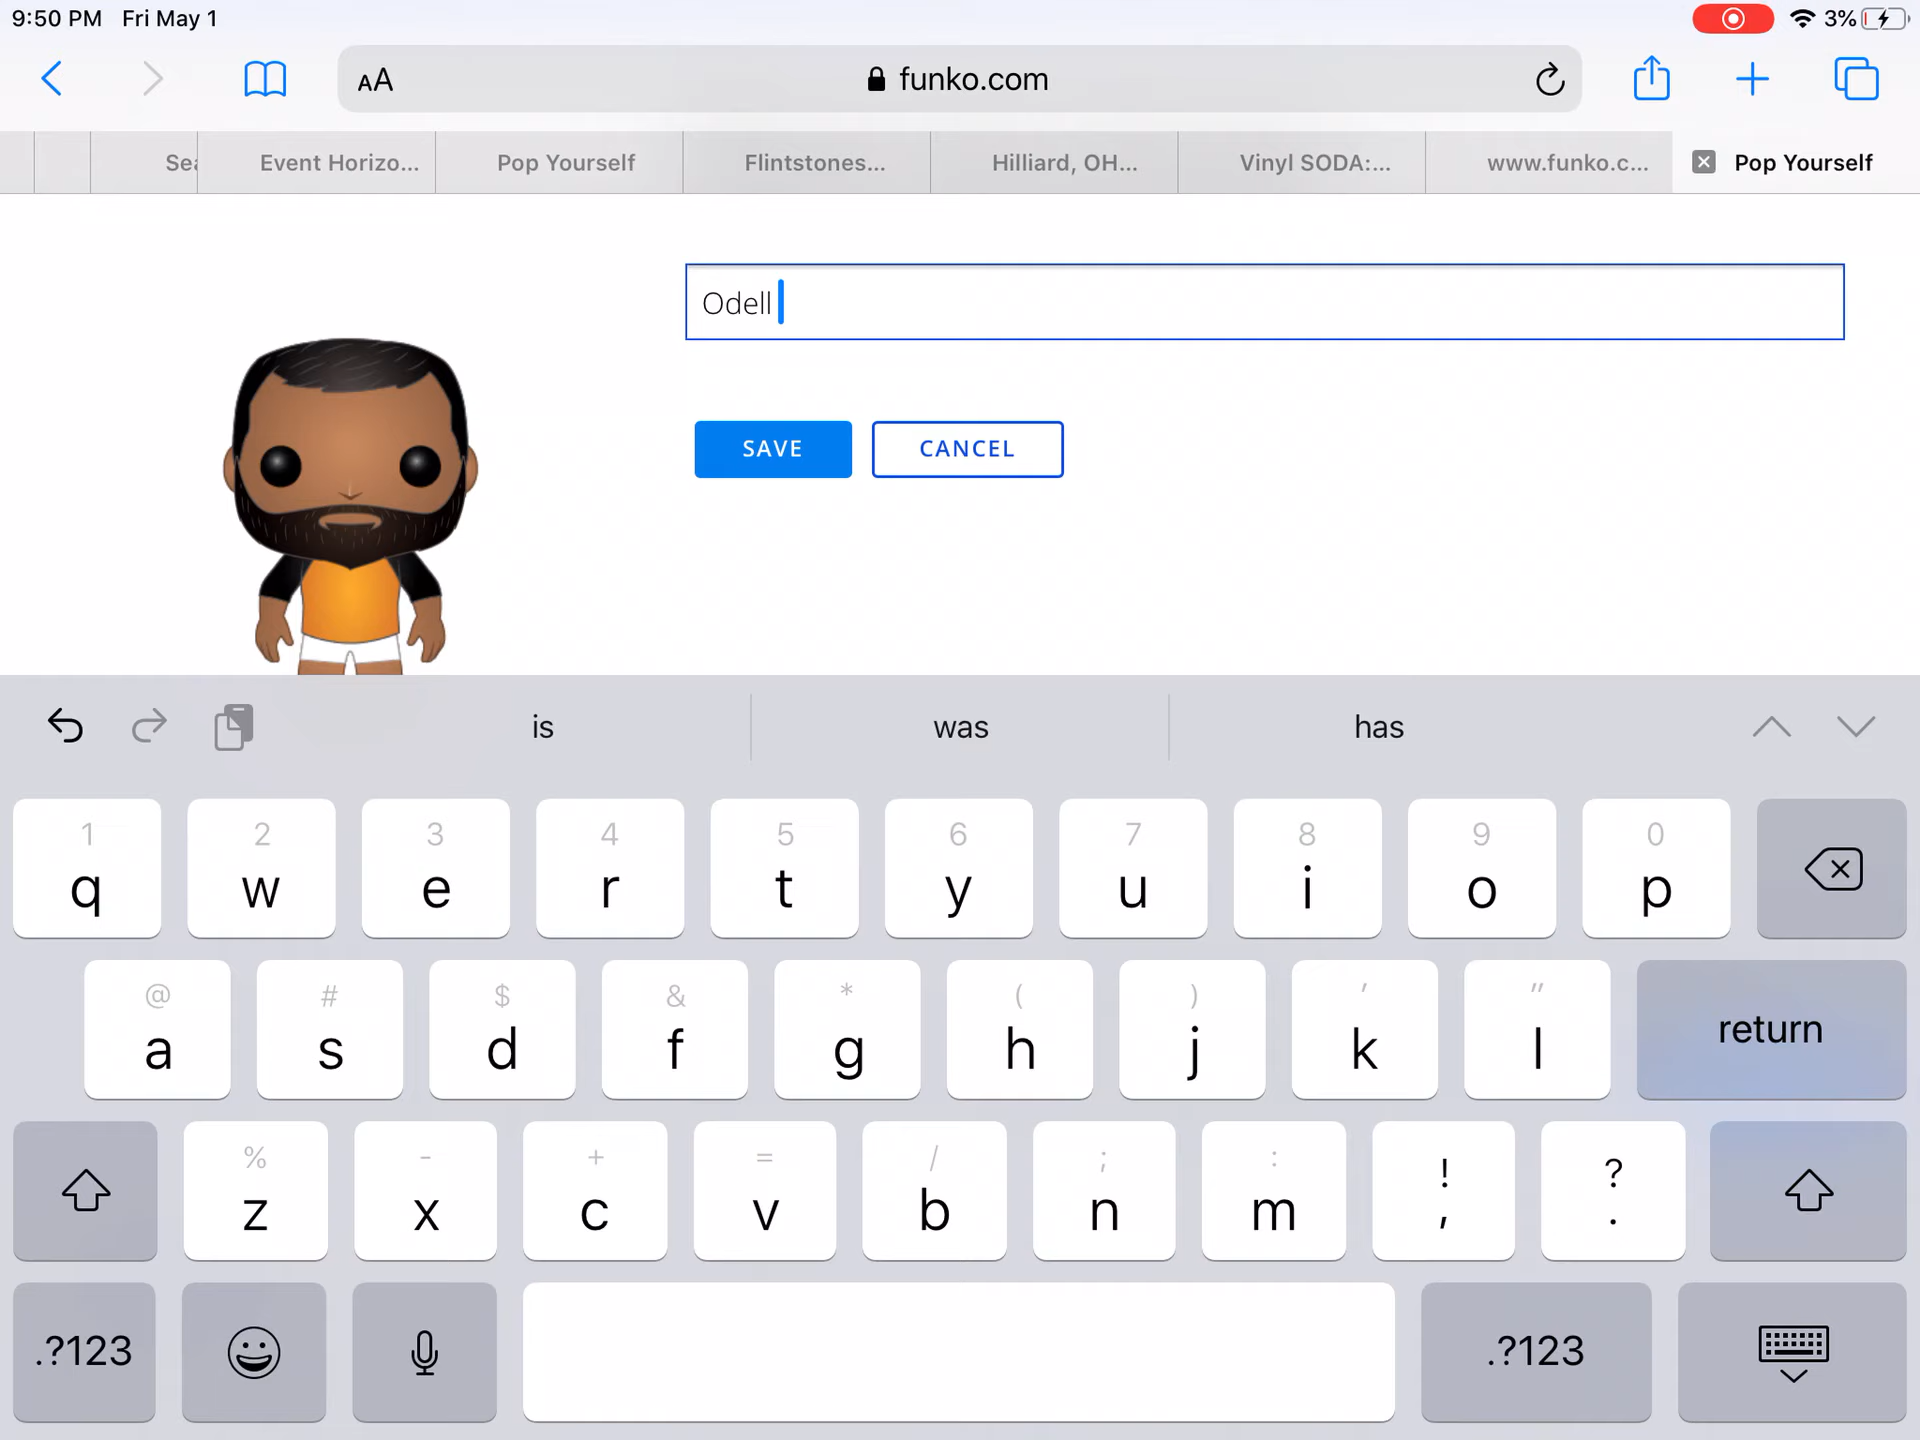 9:50 PM Fri May 1 3%
AA funko.com
Sea Event Horizo... Pop Yourself Flintstones... Hilliard, OH... Vinyl SODA:... www.funko.c... Pop Yourself
Odell
SAVE CANCEL
is was has
1 2 3 4 5 6 7 8 9 0
q w e r t y u i o p
@ # $ & * ( ) ' "
a s d f g h j k l return
% - + = / ; : ! ?
z x c v b n m , .
.?123 .?123